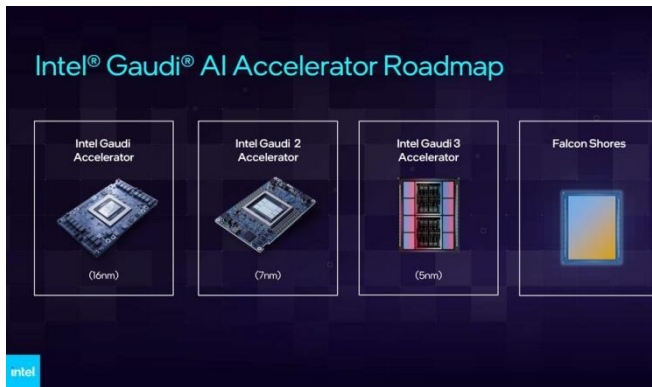 Intel® Gaudi® AI Accelerator Roadmap
Intel Gaudi
Accelerator
(16nm)
Intel Gaudi 2
Accelerator
(7nm)
Intel Gaudi 3
Accelerator
(5nm)
Falcon Shores
intel